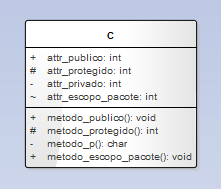 C
+ attr_publico: int
# attr_protegido: int
- attr_privado: int
~ attr_escopo_pacote: int
+ metodo_publico(): void
# metodo_protegido(): int
- metodo_p(): char
+ metodo_escopo_pacote(): void